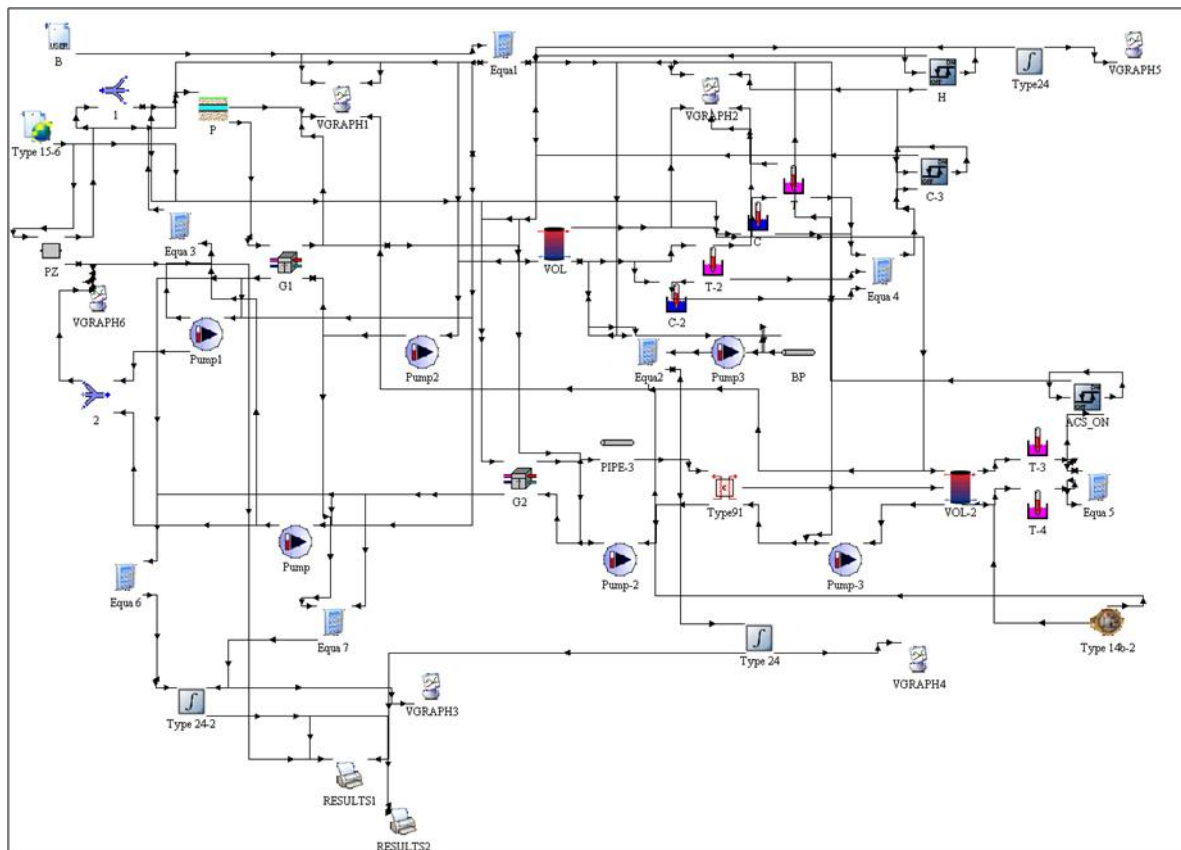 USER
B
Equa1
VGRAPH5
Type24
H
1
P
VGRAPH1
VGRAPH2
Type 15-6
C-3
T
C
Equa 3
PZ
G1
VOL
T-2
Equa 4
C-2
VGRAPH6
Pump1
Pump2
Equa2
Pump3
BP
2
ACS_ON
PIPE-3
T-3
G2
Type91
VOL-2
Equa 5
T-4
Pump
Pump-2
Pump-3
Equa 6
Equa 7
Type 24
Type 14b-2
VGRAPH4
Type 24-2
VGRAPH3
RESULTS1
RESULTS2